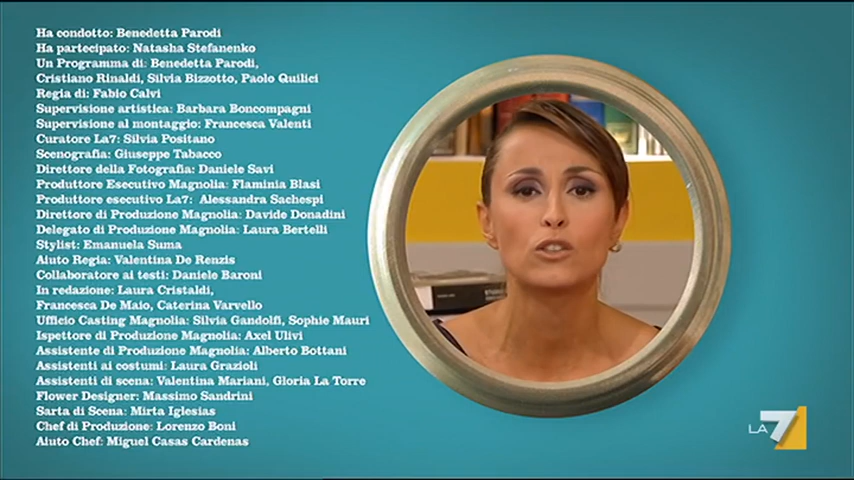 Ha condotto: Benedetta Parodi
Ha partecipato: Natasha Stefanenko
Un Programma di: Benedetta Parodi,
Cristiano Rinaldi, Silvia Bizzotto, Paolo Quilici
Regia di: Fabio Calvi
Supervisione artistica: Barbara Boncompagni
Supervisione al montaggio: Francesca Valenti
Curatore La7: Silvia Positano
Scenografia: Giuseppe Tabacco
Direttore della Fotografia: Daniele Savi
Produttore Esecutivo Magnolia: Flaminia Blasi
Produttore esecutivo La7: Alessandra Sachespi
Direttore di Produzione Magnolia: Davide Donadini
Delegato di Produzione Magnolia: Laura Bertelli
Stylist: Emanuela Suma
Aiuto Regia: Valentina De Renzis
Collaboratore ai testi: Daniele Baroni
In redazione: Laura Cristaldi,
Francesca De Maio, Caterina Varvello
Ufficio Casting Magnolia: Silvia Gandolfi, Sophie Mauri
Ispettore di Produzione Magnolia: Axel Ulivi
Assistente di Produzione Magnolia: Alberto Bottani
Assistenti ai costumi: Laura Grazioli
Assistenti di scena: Valentina Mariani, Gloria La Torre
Flower Designer: Massimo Sandrini
Sarta di Scena: Mirta Iglesias
Chef di Produzione: Lorenzo Boni
Aiuto Chef: Miguel Casas Cardenas
LA7